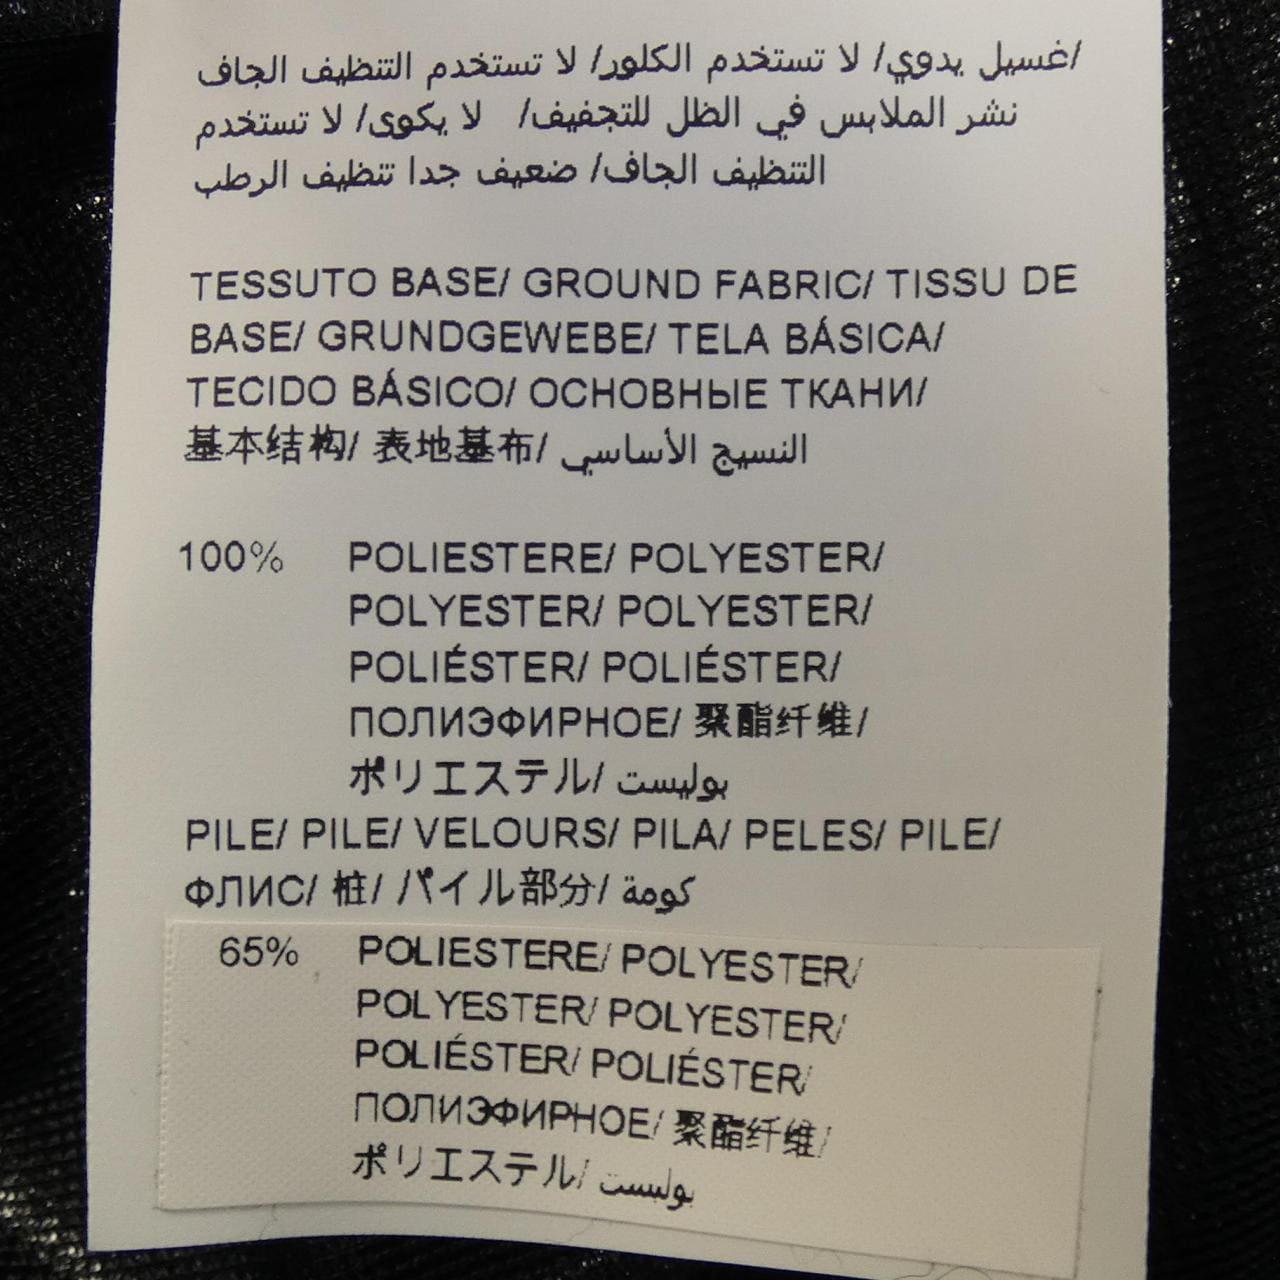 غسيل يدوي/ لا تستخدم الكلور/ لا تستخدم التنظيف الجاف/
نشر الملابس في الظل للتجفيف/ لا يكوى/ لا تستخدم
التنظيف الجاف/ ضعيف جدا تنظيف الرطب
TESSUTO BASE/ GROUND FABRIC/ TISSU DE
BASE/ GRUNDGEWEBE/ TELA BÁSICA/
TECIDO BÁSICO/ ОСНОВНЫЕ ТКАНИ/
基本结构/ 表地基布/ النسيج الأساسي
100% POLIESTERE/ POLYESTER/
POLYESTER/ POLYESTER/
POLIÉSTER/ POLIÉSTER/
ПОЛИЭФИРНОЕ/ 聚酯纤维/
ポリエステル/ بوليست
PILE/ PILE/ VELOURS/ PILA/ PELES/ PILE/
ФЛИС/ 桩/ パイル部分/ كومة
65% POLIESTERE/ POLYESTER/
POLYESTER/ POLYESTER/
POLIÉSTER/ POLIÉSTER/
ПОЛИЭФИРНОЕ/ 聚酯纤维/
ポリエステル/ بوليست